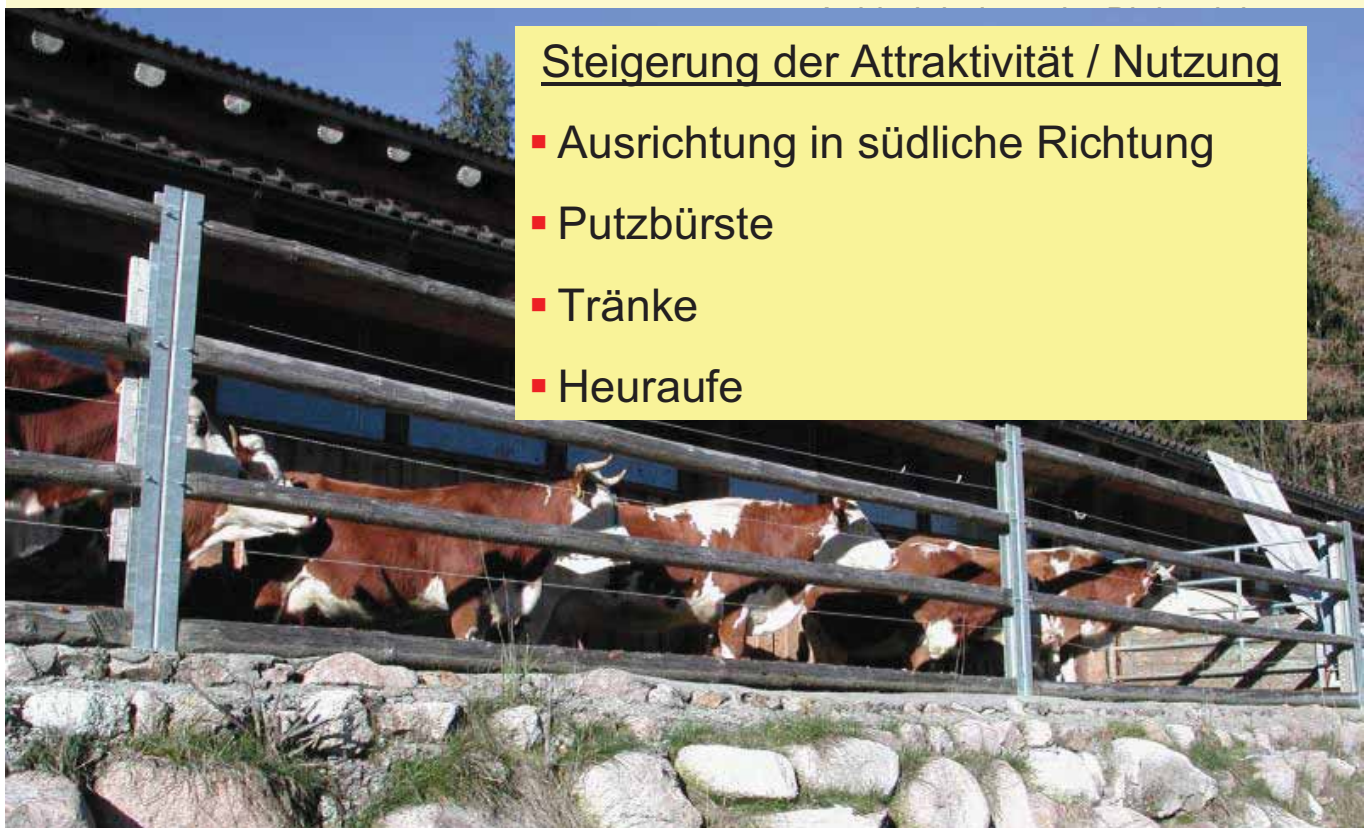 Steigerung der Attraktivität / Nutzung
▪ Ausrichtung in südliche Richtung
▪ Putzbürste
▪ Tränke
▪ Heuraufe